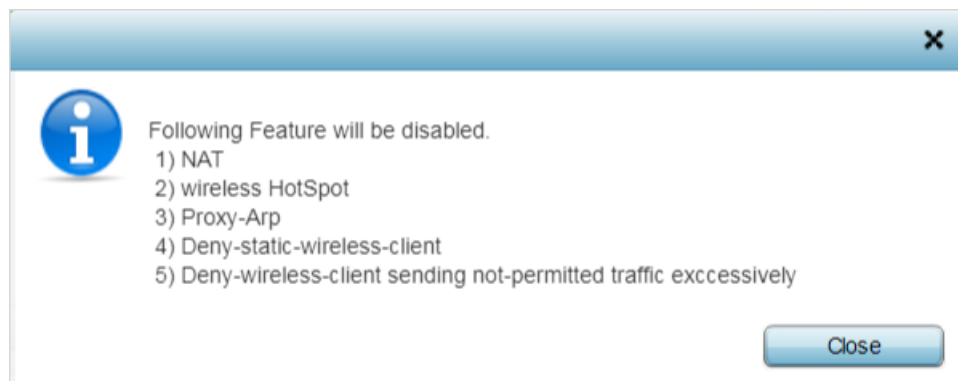 Following Feature will be disabled.
1) NAT
2) wireless HotSpot
3) Proxy-Arp
4) Deny-static-wireless-client
5) Deny-wireless-client sending not-permitted traffic exccessively
Close